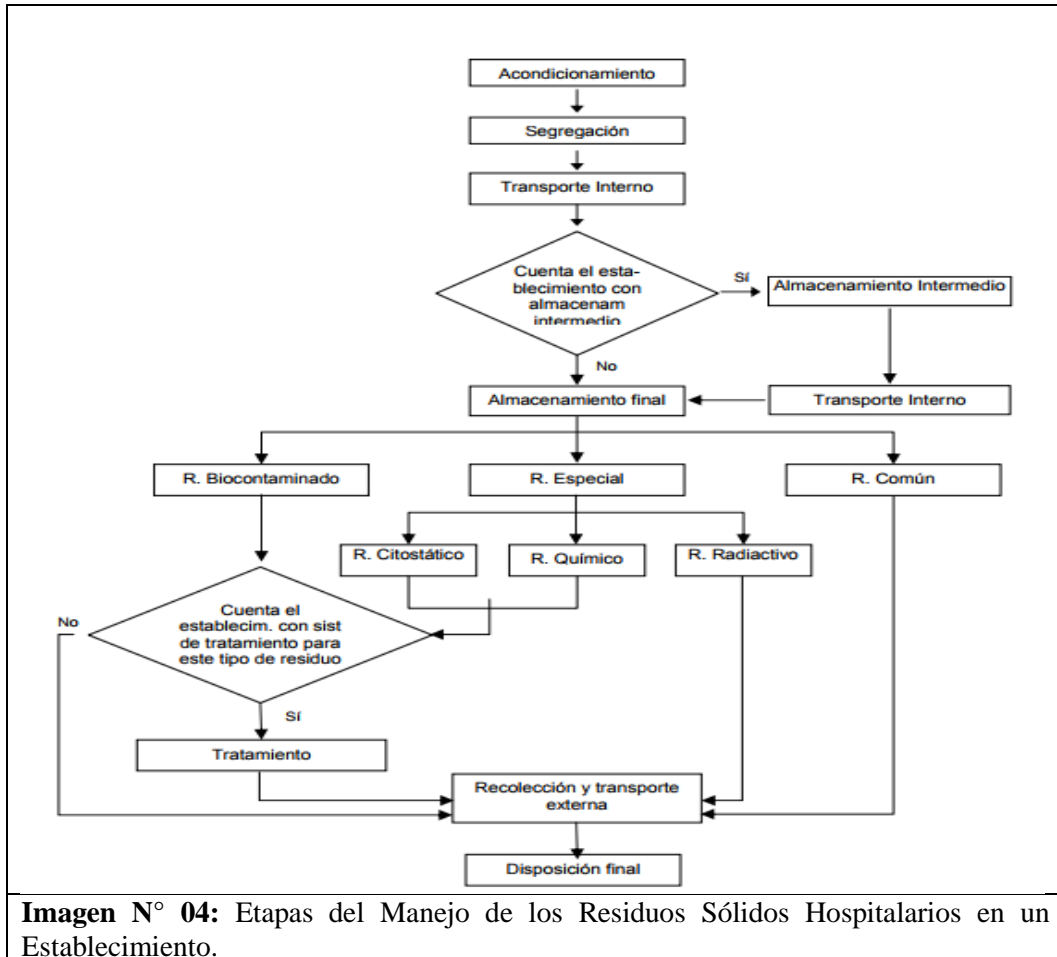 Acondicionamiento
Segregación
Transporte Interno
Cuenta el esta-
blecimiento con
almacenam
intermedio
Sí
Almacenamiento Intermedio
No
Almacenamiento final
Transporte Interno
R. Biocontaminado
R. Especial
R. Común
R. Citostático
R. Químico
R. Radiactivo
Cuenta el
establecim. con sist
de tratamiento para
este tipo de residuo
No
Sí
Tratamiento
Recolección y transporte
externa
Disposición final
Imagen N° 04: Etapas del Manejo de los Residuos Sólidos Hospitalarios en un
Establecimiento.